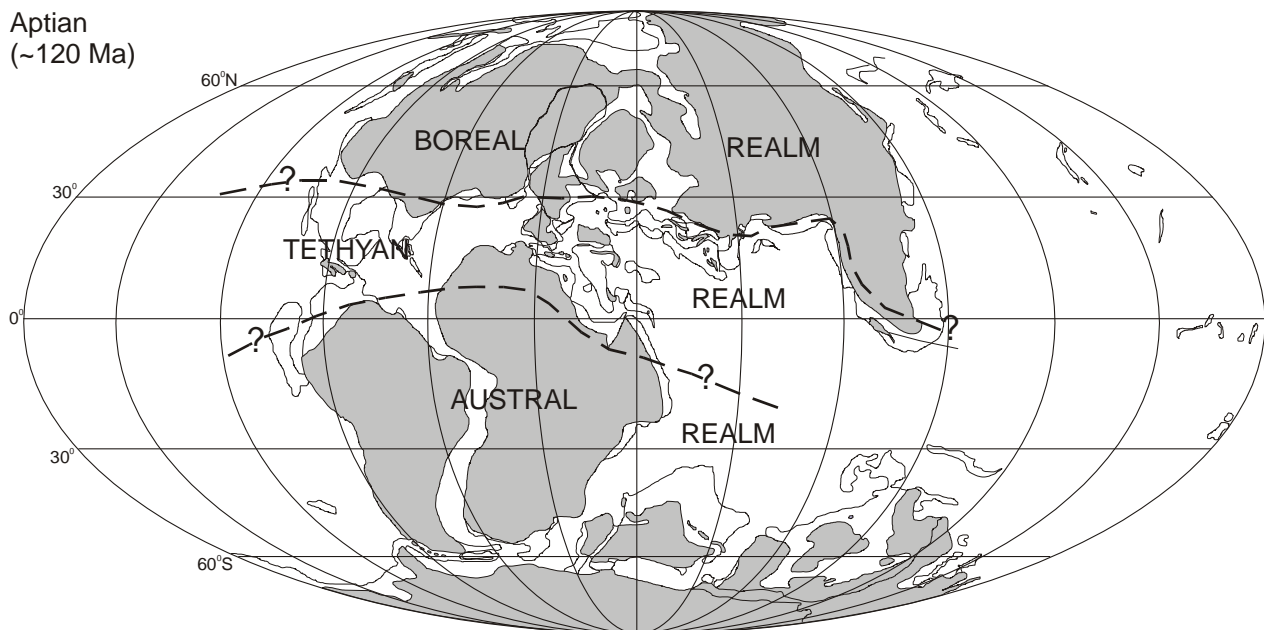 Aptian
(~120 Ma)
60°N
BOREAL
REALM
?
30°
TETHYAN
REALM
0°
?
?
?
AUSTRAL
REALM
30°
60°S